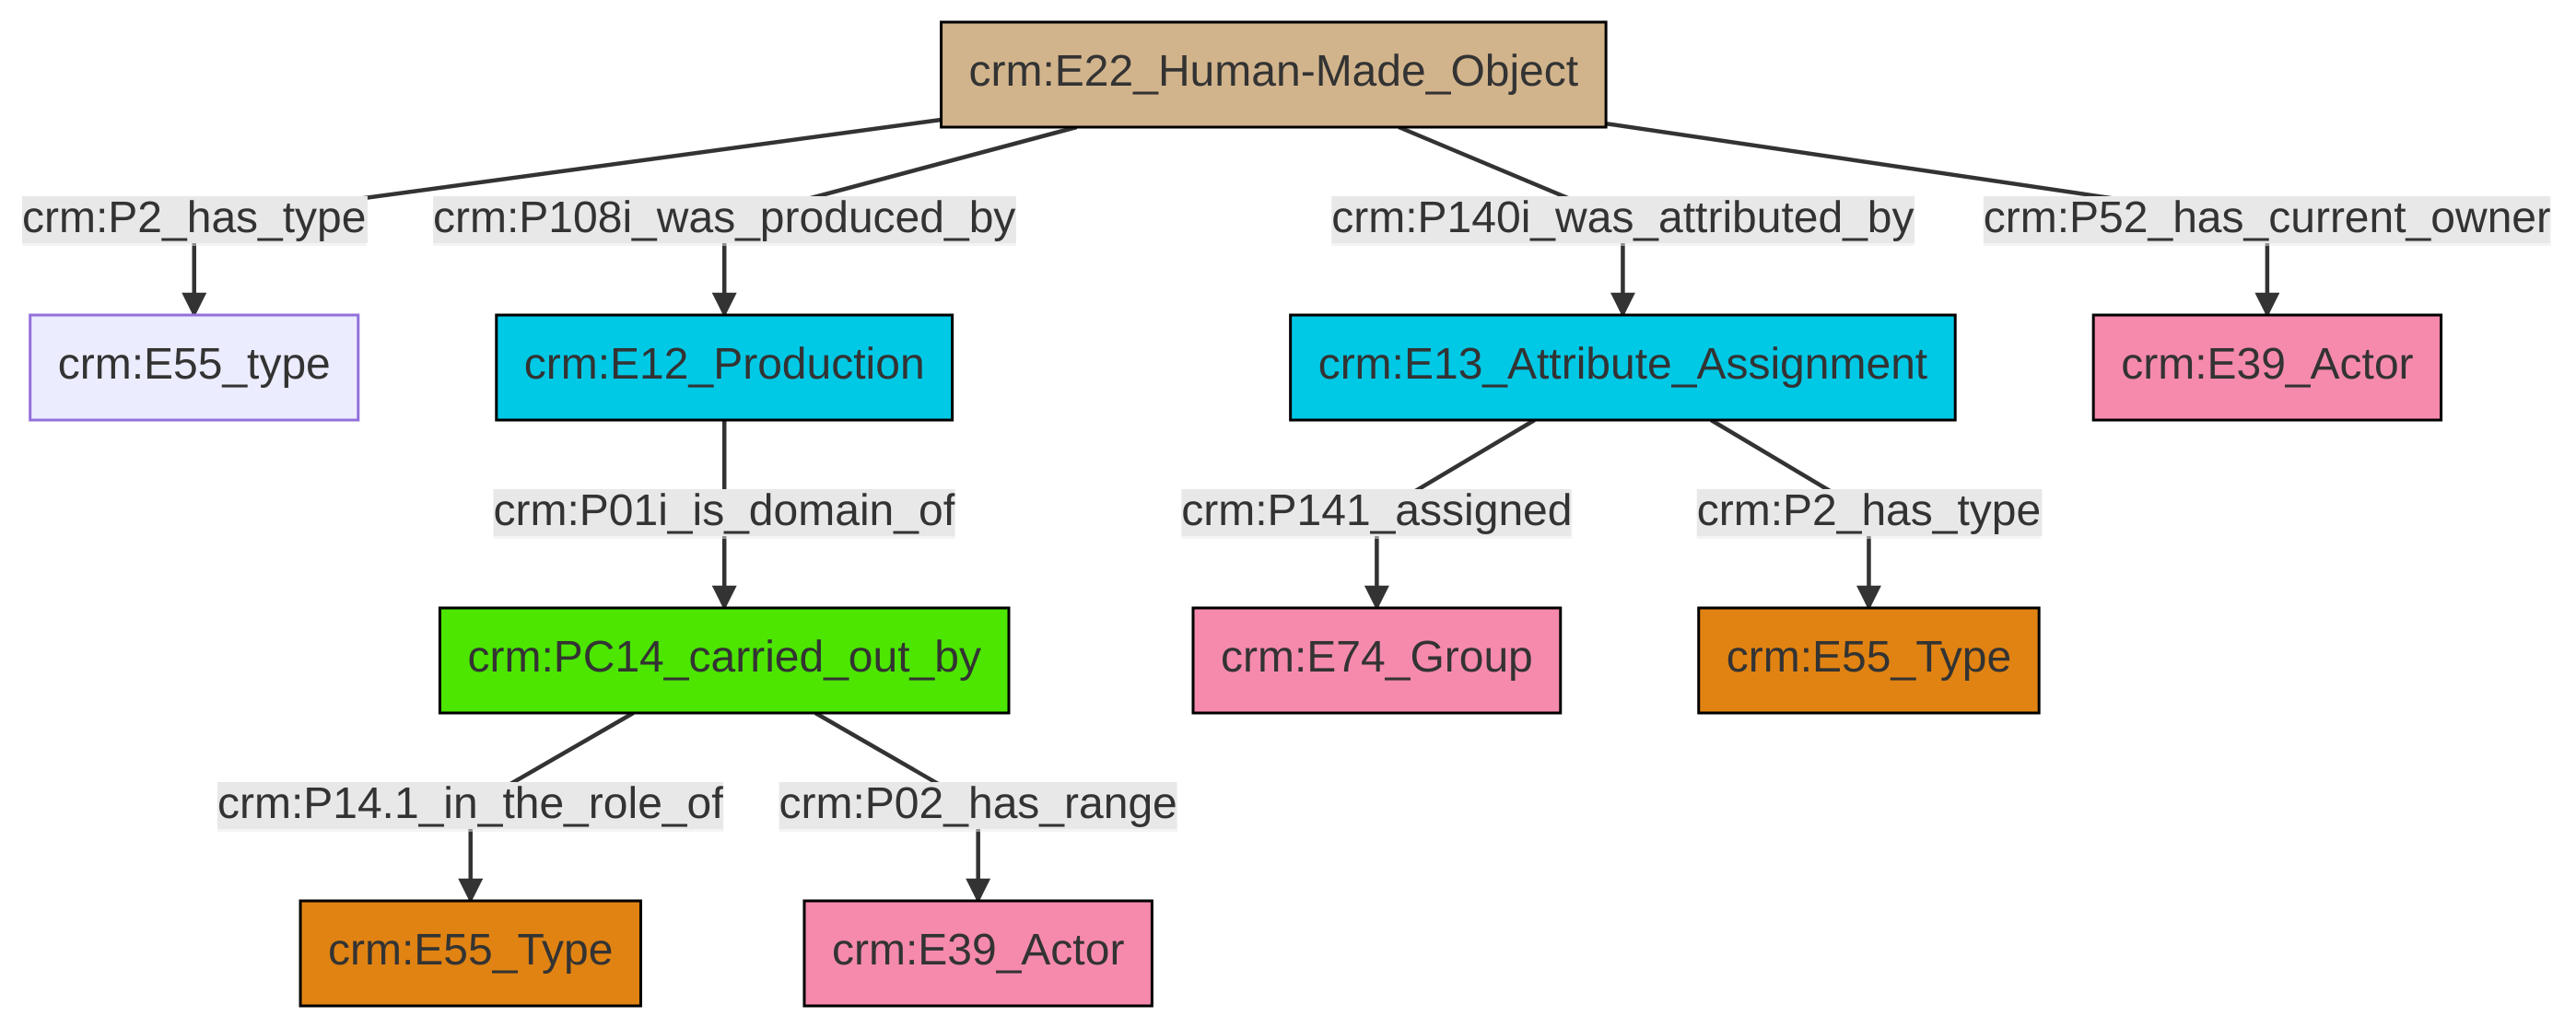 crm:E22_Human-Made_Object
crm:P2_has_type
crm:P108i_was_produced_by
crm:P140i_was_attributed_by
crm:P52_has_current_owner
crm:E55_type
crm:E12_Production
crm:E13_Attribute_Assignment
crm:E39_Actor
crm:P01i_is_domain_of
crm:P141_assigned
crm:P2_has_type
crm:PC14_carried_out_by
crm:E74_Group
crm:E55_Type
crm:P14.1_in_the_role_of
crm:P02_has_range
crm:E55_Type
crm:E39_Actor